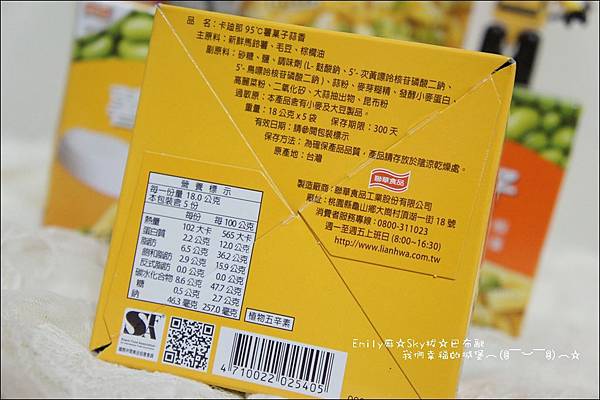 品 名：卡迪那 95℃薯菓子蒜香
主原料：新鮮馬鈴薯、毛豆、棕櫚油
副原料：砂糖、鹽、調味劑 (L-麩酸鈉、5'-次黃嘌呤核苷磷酸二鈉、
5'-鳥嘌呤核苷磷酸二鈉)、蒜粉、麥芽糊精、發酵小麥蛋白、
高麗菜粉、二氧化矽、大蒜抽出物、昆布粉
過敏原：本產品含有小麥及大豆製品。
重量：18公克x5袋 保存期限：300天
有效日期：請參閱包裝標示
保存方法：為確保產品品質，產品請存放於陰涼乾燥處。
原產地：台灣
聯華食品
製造廠商：聯華食品工業股份有限公司
廠址：桃園縣龜山鄉大崗村頂湖一街18號
消費者服務專線：0800-311023
週一至週五上班日 (8:00~16:30)
http://www.lianhwa.com.tw
營養標示
每一份量 18.0 公克
本包裝含 5 份
每份 每100公克
熱量 102 大卡 565 大卡
蛋白質 2.2 公克 12.0 公克
脂肪 6.5 公克 36.2 公克
飽和脂肪 2.9 公克 15.9 公克
反式脂肪 0.0 公克 0.0 公克
碳水化合物 8.6 公克 47.7 公克
糖 0.5 公克 2.7 公克
鈉 46.3 毫克 257.0 毫克
植物五辛素
4710022025405
Emily麻☆Sky拔☆巴布融
我們幸福的城堡